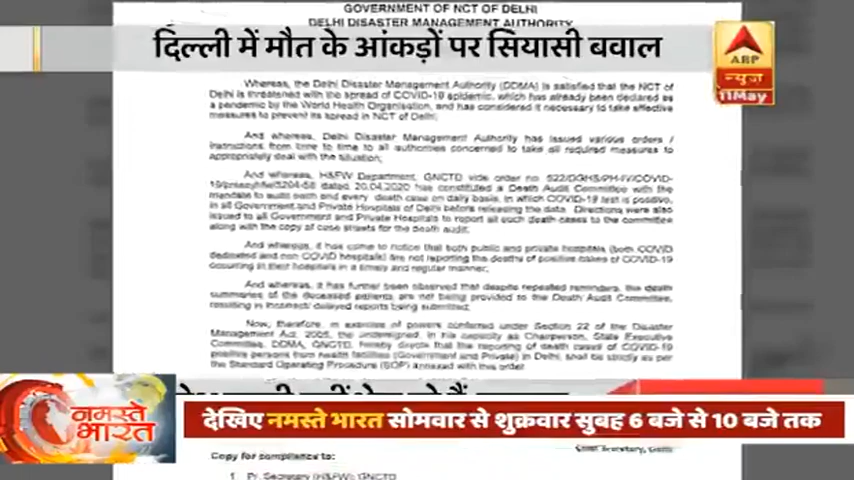 GOVERNMENT OF NCT OF DELHI
DELHI DISASTER MANAGEMENT AUTHORITY
दिल्ली में मौत के आंकड़ों पर सियासी बवाल
ABP
न्यूज़
11May
Whereas, the Delhi Disaster Management Authority (DDMA) is satisfied that the NCT of
Delhi is threatened with the spread of COVID-19 epidemic, which has already been declared as
a pandemic by the World Health Organisation, and has considered it necessary to take effective
measures to prevent its spread in NCT of Delhi;
And whereas, Delhi Disaster Management Authority has issued various orders /
instructions from time to time to all authorities concerned to take all required measures to
appropriately deal with the situation;
And whereas, H&FW Department, GNCTD vide order no. 522/DGHS/PH-IV/COVID-
dated 20.04.2020 has constituted a Death Audit Committee with the
mandate to audit each and every death case on daily basis, in which COVID-19 test is positive,
in all Government and Private Hospitals of Delhi before releasing the data. Directions were also
issued to all Government and Private Hospitals to report all such death cases to the committee
along with the copy of case sheets for the death audit;
And whereas, it has come to notice that both public and private hospitals (both COVID
dedicated and non COVID hospitals) are not reporting the deaths of positive cases of COVID-19
occurring in their hospitals in a timely and regular manner;
And whereas, it has further been observed that despite repeated reminders, the death
summaries of the deceased patients are not being provided to the Death Audit Committee,
resulting in incorrect/ delayed reports being submitted;
Now, therefore, in exercise of powers conferred under Section 22 of the Disaster
Management Act, 2005, the undersigned, in his capacity as Chairperson, State Executive
Committee, DDMA, GNCTD, hereby directs that the reporting of death cases of COVID-19
positive persons from health facilities (Government and Private) in Delhi, shall be strictly as per
the Standard Operating Procedure (SOP) annexed with this order
नमस्ते
भारत
देखिए नमस्ते भारत सोमवार से शुक्रवार सुबह 6 बजे से 10 बजे तक
Chief Secretary, Delhi
Copy for compliance to:
1 Pr. Secretary (H&FW), GNCTD